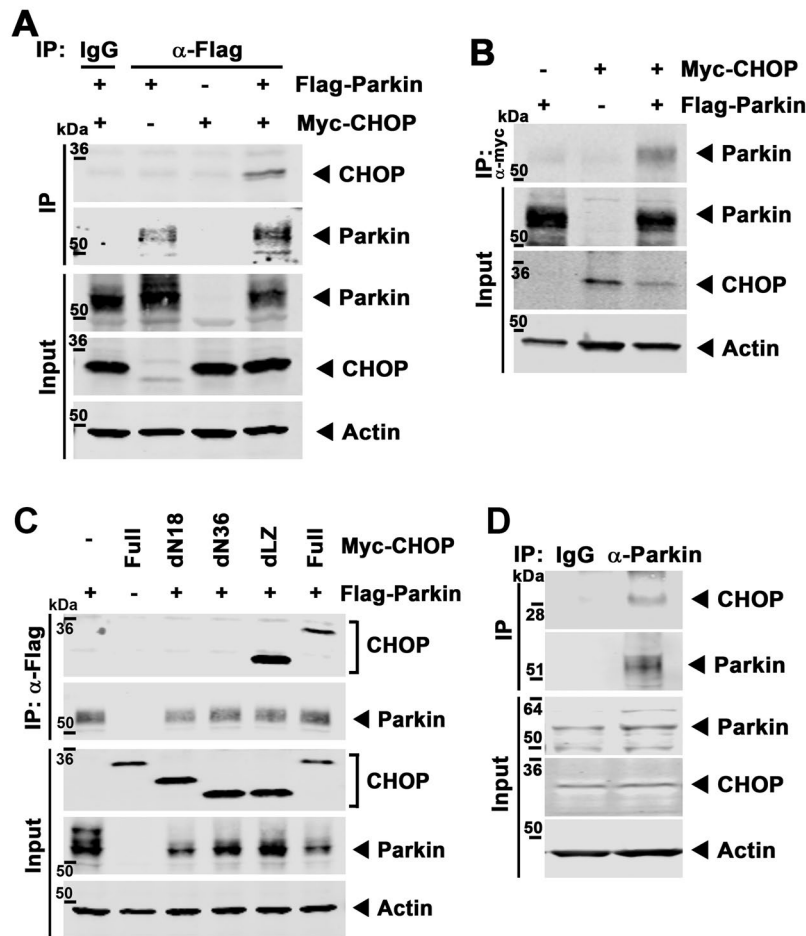 A
IP: IgG α-Flag
+ + - + Flag-Parkin
+ - + + Myc-CHOP
kDa
IP
36
CHOP
50
Parkin
Input
50
Parkin
36
CHOP
50
Actin
B
- + + Myc-CHOP
+ - + Flag-Parkin
kDa
IP: α-myc
50
Parkin
Input
50
Parkin
36
CHOP
50
Actin
C
- Full dN18 dN36 dLZ Full Myc-CHOP
+ - + + + + Flag-Parkin
kDa
IP: α-Flag
36
CHOP
50
Parkin
Input
36
CHOP
50
Parkin
50
Actin
D
IP: IgG α-Parkin
kDa
IP
28
CHOP
51
Parkin
Input
64
50
Parkin
36
CHOP
50
Actin